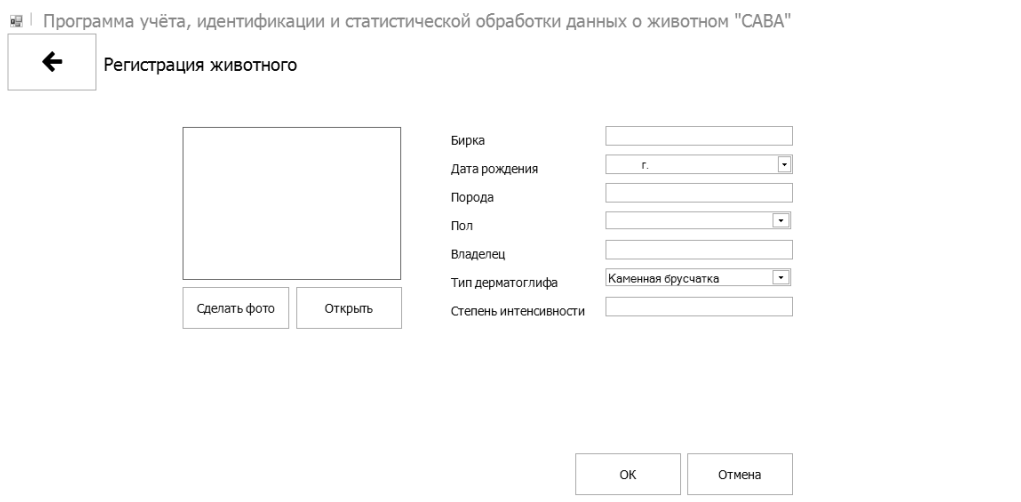 Программа учёта, идентификации и статистической обработки данных о животном "САВА"
Регистрация животного
Бирка
Дата рождения г.
Порода
Пол
Владелец
Тип дерматоглифа Каменная брусчатка
Степень интенсивности
Сделать фото Открыть
ОК Отмена